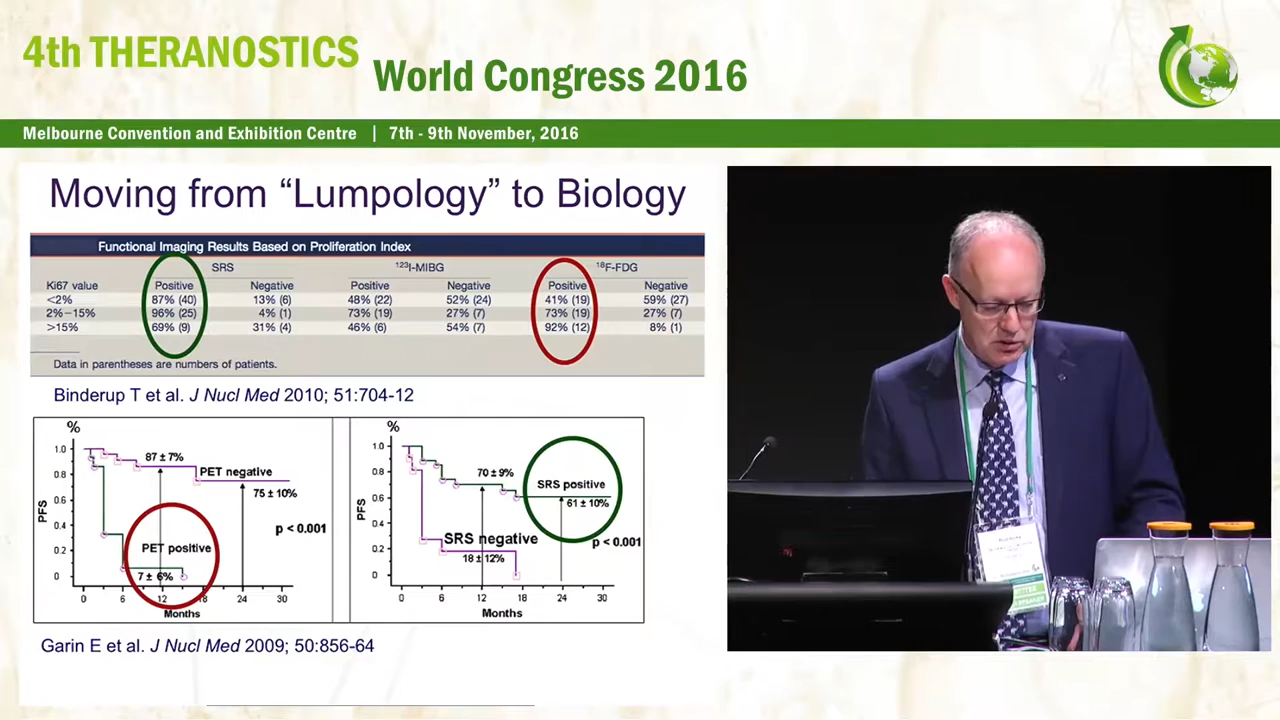 4th THERANOSTICS
World Congress 2016
Melbourne Convention and Exhibition Centre | 7th - 9th November, 2016
Moving from “Lumpology” to Biology
Functional Imaging Results Based on Proliferation Index
SRS 123I-MIBG 18F-FDG
Ki67 value Positive Negative Positive Negative Positive Negative
<2% 87% (40) 13% (6) 48% (22) 52% (24) 41% (19) 59% (27)
2%–15% 96% (25) 4% (1) 73% (19) 27% (7) 73% (19) 27% (7)
>15% 69% (9) 31% (4) 46% (6) 54% (7) 92% (12) 8% (1)
Data in parentheses are numbers of patients.
Binderup T et al. J Nucl Med 2010; 51:704-12
%
PFS
1.0
0.8
0.6
0.4
0.2
0
87 ± 7%
PET negative
75 ± 10%
p < 0.001
PET positive
7 ± 6%
0 6 12 18 24 30
Months
%
PFS
1.0
0.8
0.6
0.4
0.2
0
70 ± 9%
SRS positive
61 ± 10%
SRS negative
p < 0.001
18 ± 12%
0 6 12 18 24 30
Months
Garin E et al. J Nucl Med 2009; 50:856-64